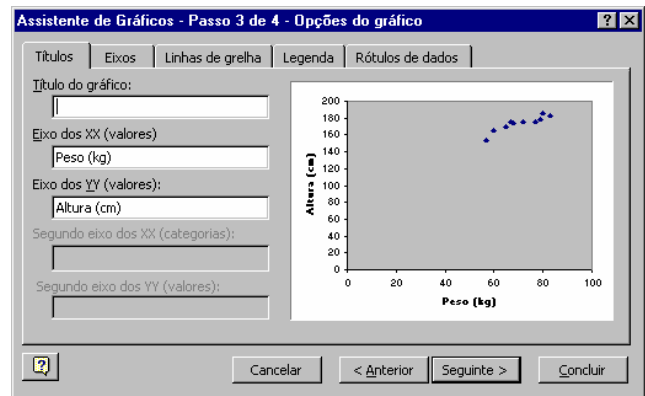 Assistente de Gráficos - Passo 3 de 4 - Opções do gráfico
Títulos
Eixos
Linhas de grelha
Legenda
Rótulos de dados
Título do gráfico:
Eixo dos XX (valores)
Peso (kg)
Eixo dos YY (valores):
Altura (cm)
Segundo eixo dos XX (categorias):
Segundo eixo dos YY (valores):
200
180
160
140
120
100
80
60
40
20
0
Altura (cm)
0 20 40 60 80 100
Peso (kg)
Cancelar
< Anterior
Seguinte >
Concluir